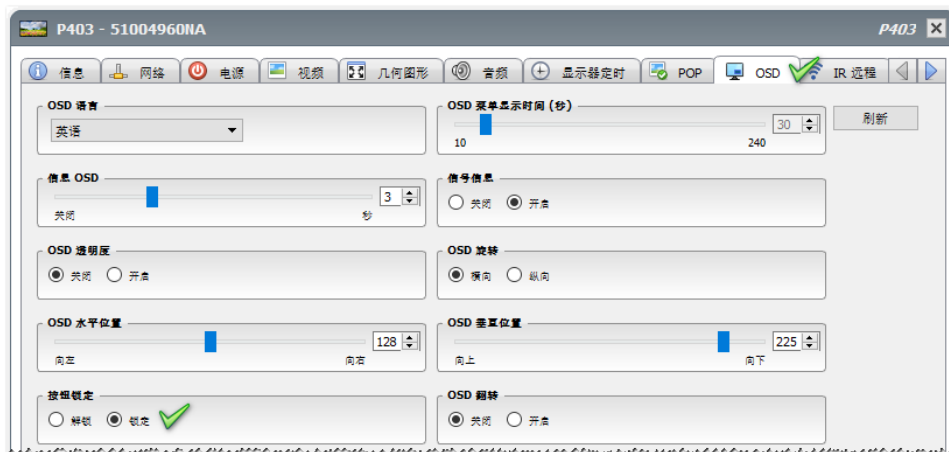 P403 - 51004960NA P403
信息 网络 电源 视频 几何图形 音频 显示器定时 POP OSD IR 远程
OSD 语言 OSD 菜单显示时间 (秒) 刷新
英语 30
10 240
信息 OSD 信号信息
3 关闭 开启
关闭 秒
OSD 透明度 OSD 旋转
关闭 开启 横向 纵向
OSD 水平位置 OSD 垂直位置
128 225
向左 向右 向上 向下
按钮锁定 OSD 翻转
解锁 锁定 关闭 开启